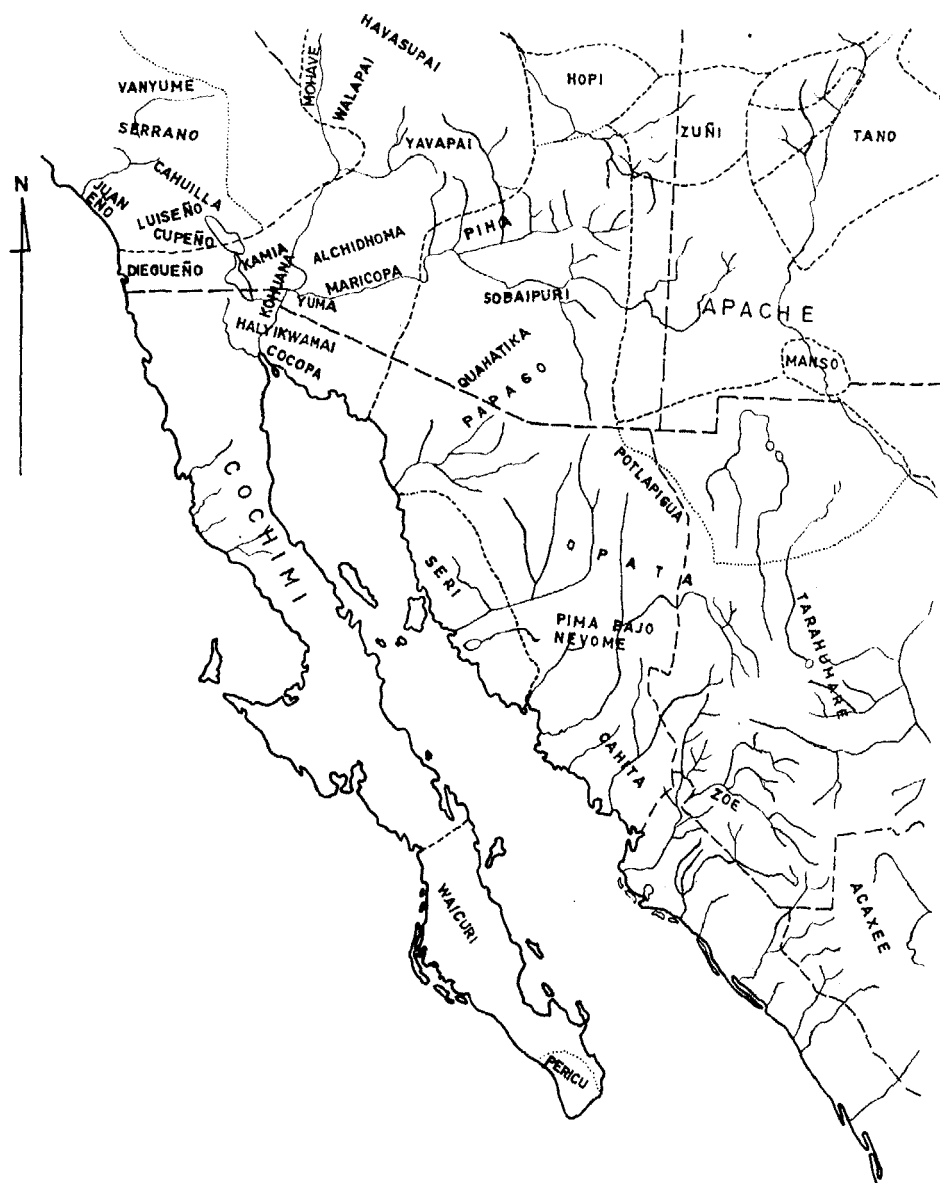 HAVASUPAI
MOHAVE
WALAPAI
HOPI
VANYUME
SERRANO
YAVAPAI
ZUÑI
TANO
N
CAHUILLA
JUAN
EÑO
LUISEÑO
CUPEÑO
KAMIA
ALCHIDHOMA
PIMA
DIEGUEÑO
KOHUANA
MARICOPA
YUMA
SOBAIPURI
APACHE
HALYIKWAMAI
COCOPA
QUAHATIKA
PAPAGO
MANSO
POTLAPIGUA
COCHIMI
SERI
OPATA
PIMA BAJO
NEVOME
TARAHUMARE
CAHITA
ZOE
WAICURI
ACAXEE
PERICU